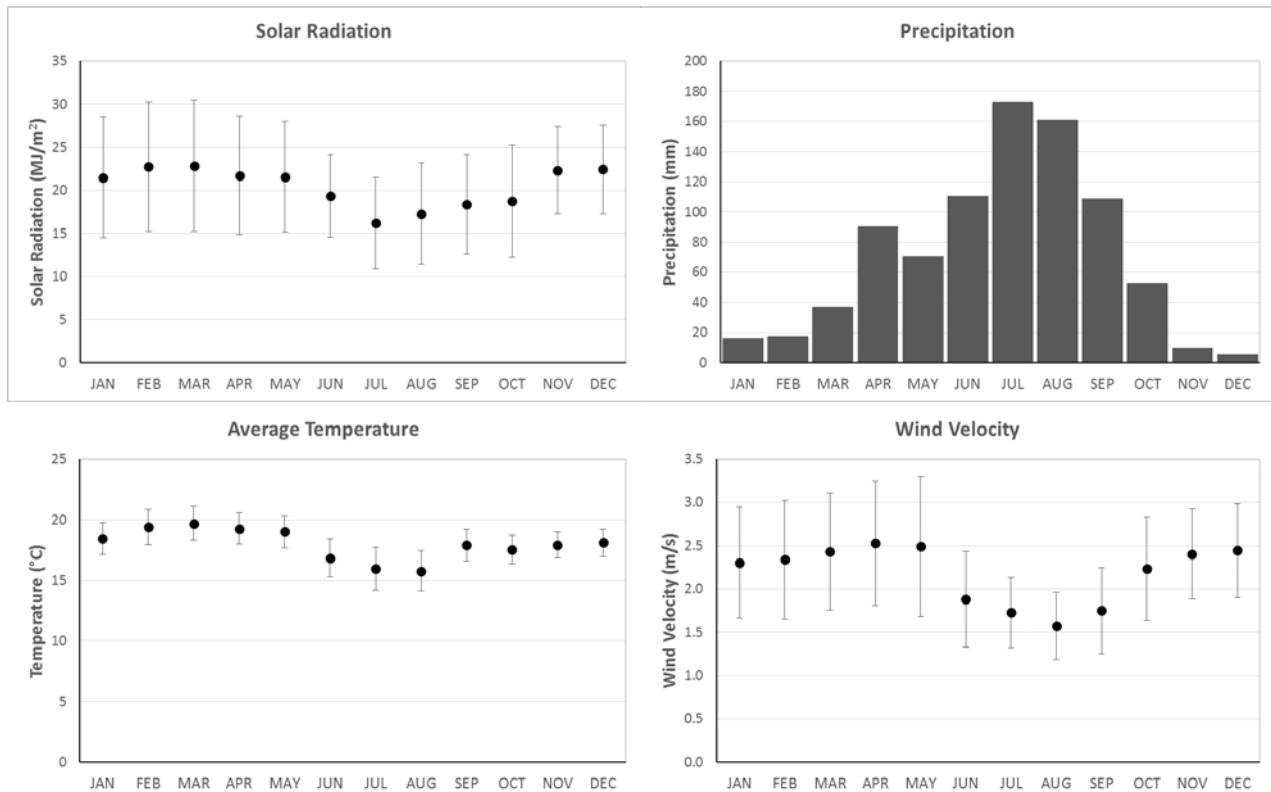 Solar Radiation
Solar Radiation (MJ/m²)
35
30
25
20
15
10
5
0
JAN FEB MAR APR MAY JUN JUL AUG SEP OCT NOV DEC
Precipitation
Precipitation (mm)
200
180
160
140
120
100
80
60
40
20
0
JAN FEB MAR APR MAY JUN JUL AUG SEP OCT NOV DEC
Average Temperature
Temperature (°C)
25
20
15
10
5
0
JAN FEB MAR APR MAY JUN JUL AUG SEP OCT NOV DEC
Wind Velocity
Wind Velocity (m/s)
3.5
3.0
2.5
2.0
1.5
1.0
0.5
0.0
JAN FEB MAR APR MAY JUN JUL AUG SEP OCT NOV DEC